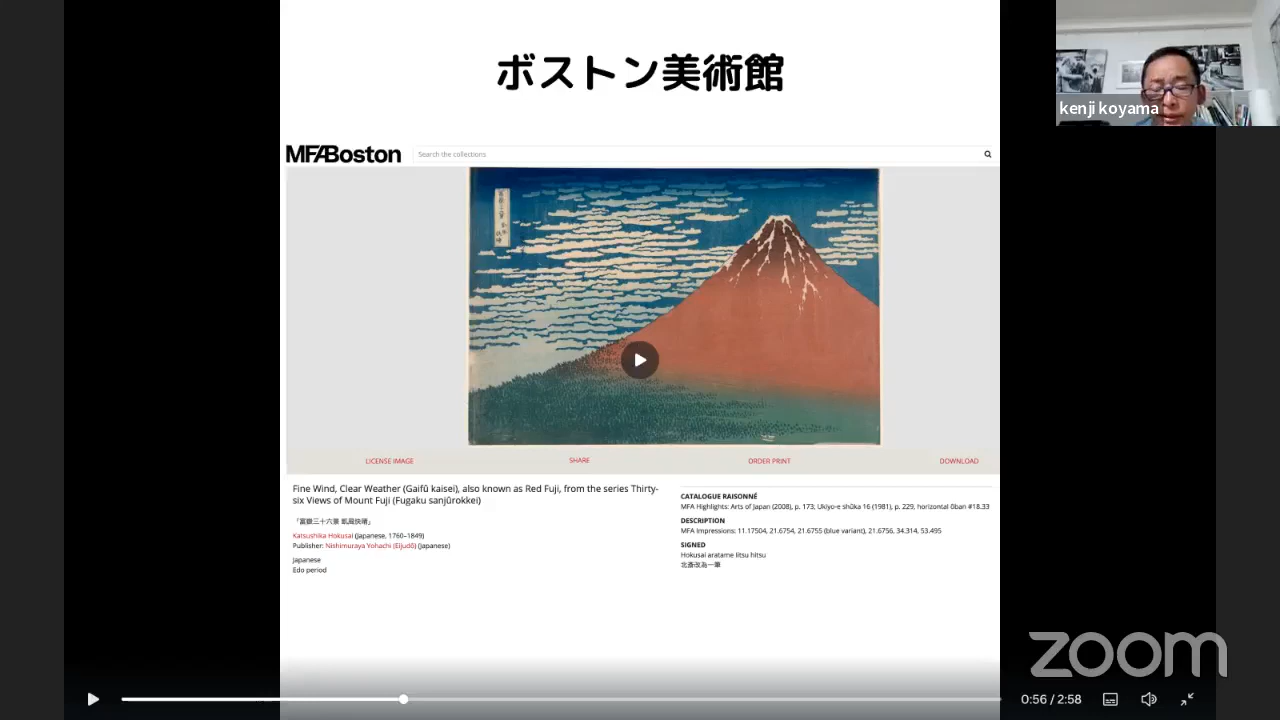 ボストン美術館
kenji koyama
MFABoston
Search the collections
LICENSE IMAGE
SHARE
ORDER PRINT
DOWNLOAD
Fine Wind, Clear Weather (Gaifū kaisei), also known as Red Fuji, from the series Thirty-
six Views of Mount Fuji (Fugaku sanjūrokkei)
「冨嶽三十六景 凱風快晴」
Katsushika Hokusai (Japanese, 1760–1849)
Publisher: Nishimuraya Yohachi (Eijudō) (Japanese)
Japanese
Edo period
CATALOGUE RAISONNÉ
MFA Highlights: Arts of Japan (2008), p. 173; Ukiyo-e shūka 16 (1981), p. 229, horizontal ōban #18.33
DESCRIPTION
MFA impressions: 11.17504, 21.6754, 21.6755 (blue variant), 21.6756, 34.314, 53.495
SIGNED
Hokusai aratame Iitsu hitsu
北斎改為一筆
zoom
0:56 / 2:58